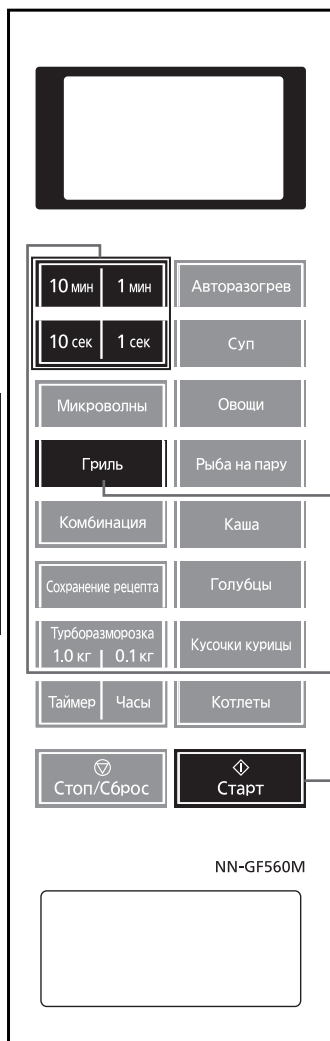 10 мин 1 мин Авторазогрев
10 сек 1 сек Суп
Микроволны Овощи
Гриль Рыба на пару
Комбинация Каша
Сохранение рецепта Голубцы
Турборазморозка
1.0 кг 0.1 кг Кусочки курицы
Таймер Часы Котлеты
Стоп/Сброс Старт
NN-GF560M